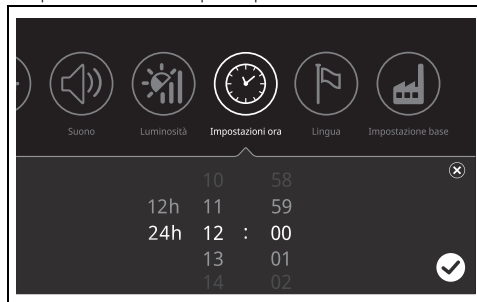 Suono Luminosità Impostazioni ora Lingua Impostazione base
10 58
12h 11 59
24h 12 : 00
13 01
14 02